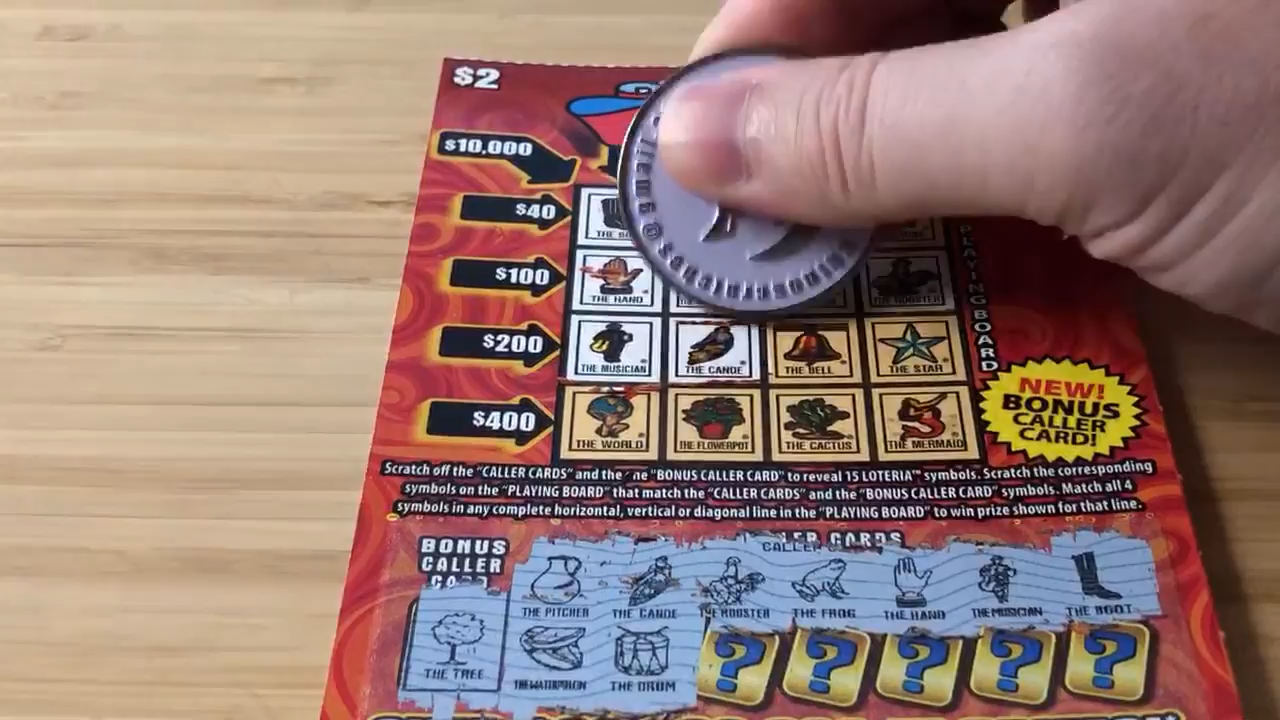 $2
$10,000
$40
$100
THE HAND
THE ROOSTER
$200
THE MUSICIAN
THE CANOE
THE BELL
THE STAR
PLAYING BOARD
$400
THE WORLD
THE FLOWERPOT
THE CACTUS
THE MERMAID
NEW!
BONUS
CALLER
CARD!
Scratch off the "CALLER CARDS" and the "BONUS CALLER CARD" to reveal 15 LOTERIA™ symbols. Scratch the corresponding
symbols on the "PLAYING BOARD" that match the "CALLER CARDS" and the "BONUS CALLER CARD" symbols. Match all 4
symbols in any complete horizontal, vertical or diagonal line in the "PLAYING BOARD" to win prize shown for that line.
BONUS
CALLER
CARD
CALLER CARDS
THE PITCHER
THE CANOE
THE ROOSTER
THE FROG
THE HAND
THE MUSICIAN
THE BOOT
THE TREE
THE WATERMELON
THE DRUM
? ? ? ? ?